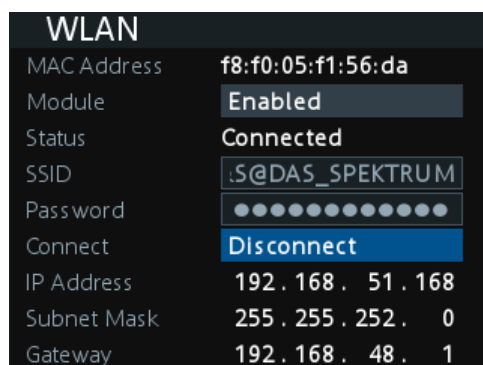 WLAN
MAC Address f8:f0:05:f1:56:da
Module Enabled
Status Connected
SSID S@DAS_SPEKTRUM
Password ●●●●●●●●●●●●
Connect Disconnect
IP Address 192.168. 51.168
Subnet Mask 255.255.252. 0
Gateway 192.168. 48. 1